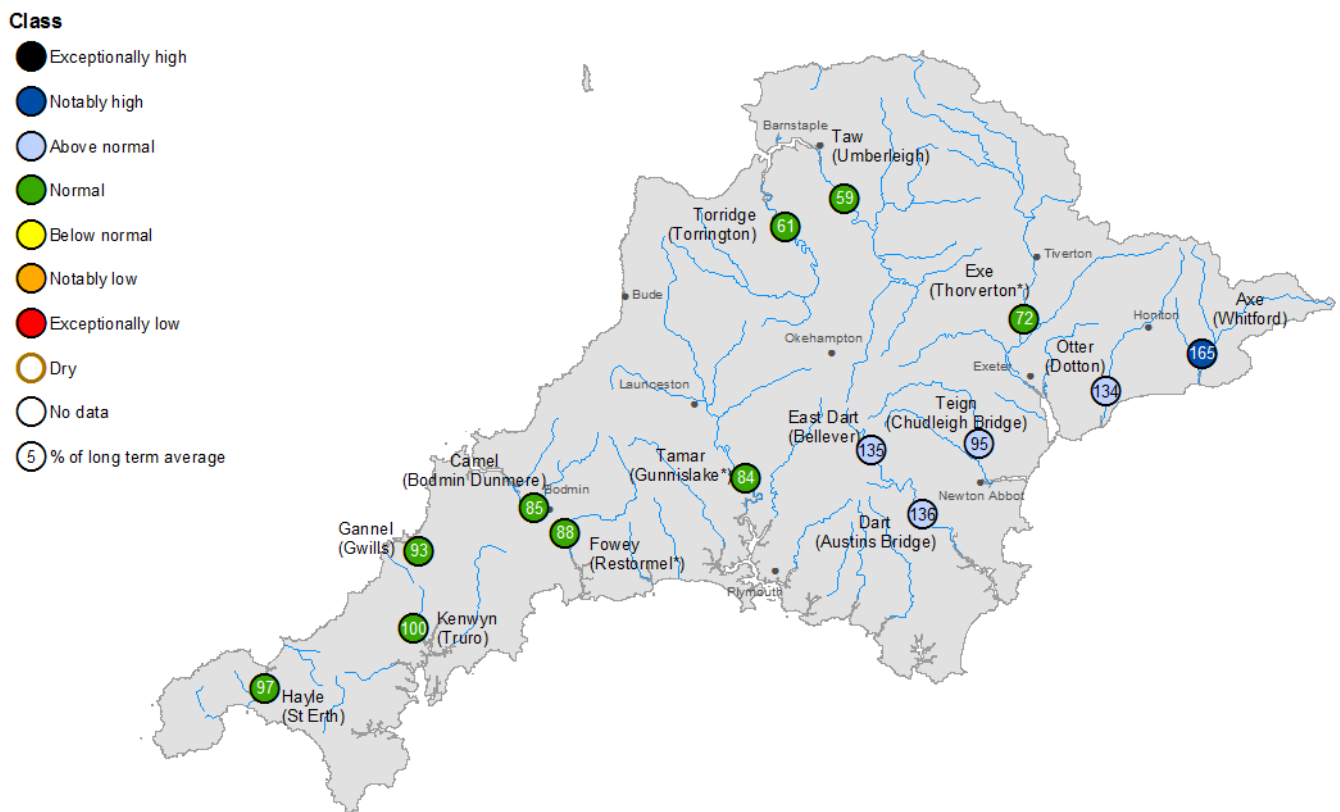 Class
Exceptionally high
Notably high
Above normal
Normal
Below normal
Notably low
Exceptionally low
Dry
No data
5 % of long term average
Barnstaple
Taw
(Umberleigh)
59
Torridge
(Torrington)
61
Tiverton
Exe
(Thorverton*)
72
Bude
Axe
(Whitford)
165
Honiton
Okehampton
Otter
(Dotton)
134
Exeter
Launceston
East Dart
(Bellever)
135
Teign
(Chudleigh Bridge)
95
Tamar
(Gunnislake*)
84
Camel
(Bodmin Dunmere)
85
Bodmin
Newton Abbot
88
Fowey
(Restormel*)
Dart
(Austins Bridge)
136
Gannel
(Gwills)
93
Plymouth
100
Kenwyn
(Truro)
97
Hayle
(St Erth)